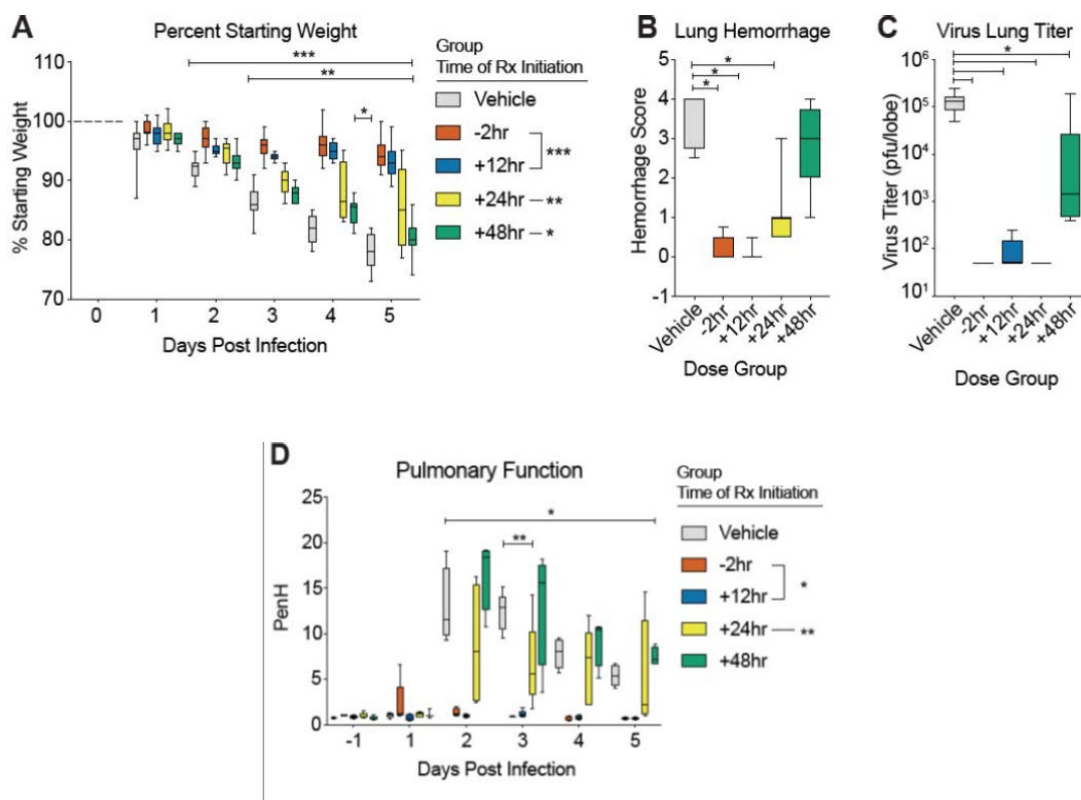 A
Percent Starting Weight
% Starting Weight
110
100
90
80
70
0 1 2 3 4 5
Days Post Infection
***
**
*
Group
Time of Rx Initiation
Vehicle
-2hr
+12hr
***
+24hr **
+48hr *
B
Lung Hemorrhage
Hemorrhage Score
5
4
3
2
1
0
-1
*
*
*
Vehicle
-2hr
+12hr
+24hr
+48hr
Dose Group
C
Virus Lung Titer
Virus Titer (pfu/lobe)
10⁶
10⁵
10⁴
10³
10²
10¹
*
Vehicle
-2hr
+12hr
+24hr
+48hr
Dose Group
D
Pulmonary Function
PenH
25
20
15
10
5
0
-1 1 2 3 4 5
Days Post Infection
*
**
Group
Time of Rx Initiation
Vehicle
-2hr
+12hr
*
+24hr **
+48hr